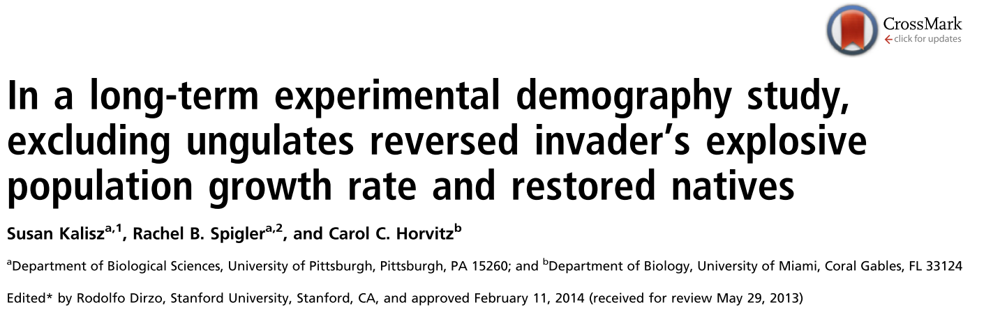 CrossMark
click for updates
In a long-term experimental demography study,
excluding ungulates reversed invader’s explosive
population growth rate and restored natives
Susan Kalisz^a,1, Rachel B. Spigler^a,2, and Carol C. Horvitz^b
^aDepartment of Biological Sciences, University of Pittsburgh, Pittsburgh, PA 15260; and ^bDepartment of Biology, University of Miami, Coral Gables, FL 33124
Edited* by Rodolfo Dirzo, Stanford University, Stanford, CA, and approved February 11, 2014 (received for review May 29, 2013)